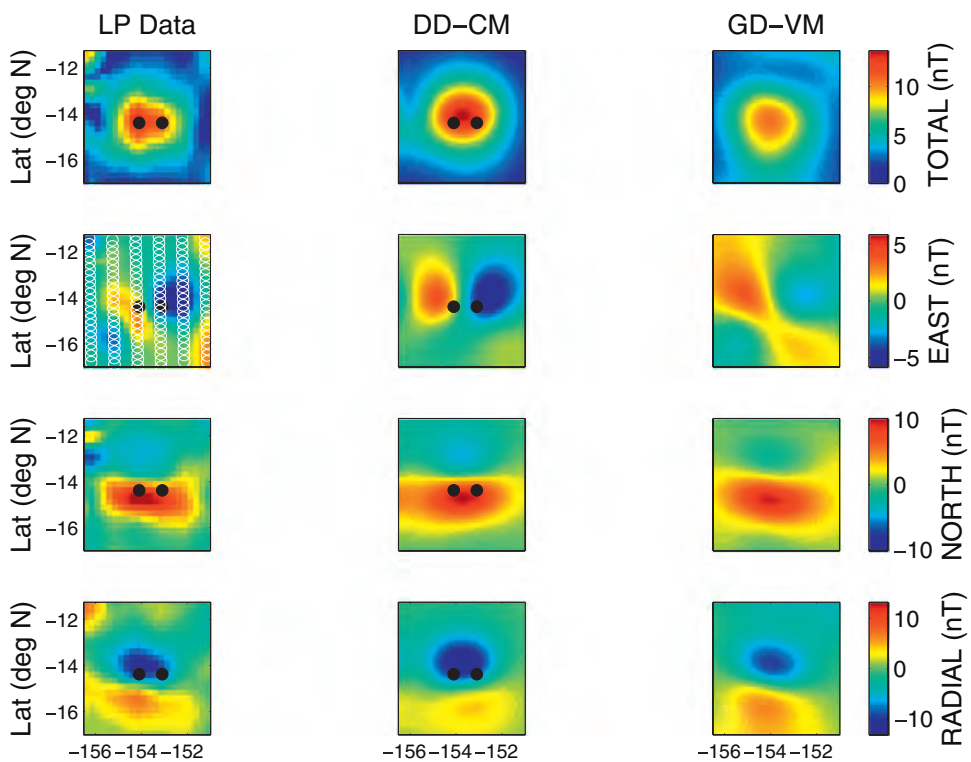 LP Data DD–CM GD–VM
Lat (deg N) −12 −14 −16 0 5 10 TOTAL (nT)
Lat (deg N) −12 −14 −16 −5 0 5 EAST (nT)
Lat (deg N) −12 −14 −16 −10 0 10 NORTH (nT)
Lat (deg N) −12 −14 −16 −10 0 10 RADIAL (nT)
−156 −154 −152 −156 −154 −152 −156 −154 −152